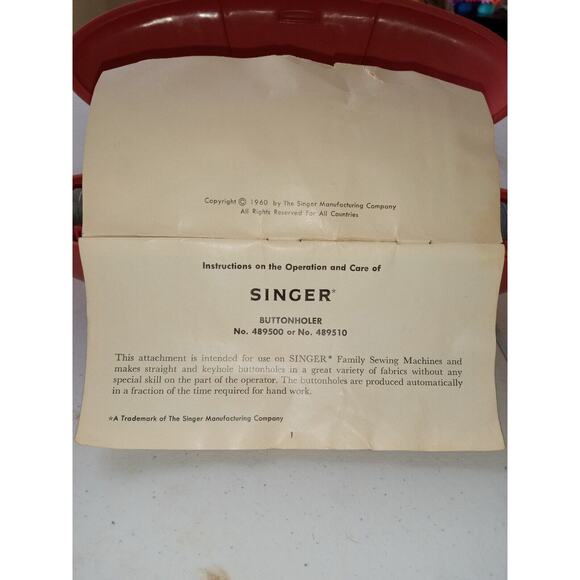 Copyright © 1960 by The Singer Manufacturing Company
All Rights Reserved For All Countries
Instructions on the Operation and Care of
SINGER*
BUTTONHOLER
No. 489500 or No. 489510
This attachment is intended for use on SINGER* Family Sewing Machines and
makes straight and keyhole buttonholes in a great variety of fabrics without any
special skill on the part of the operator. The buttonholes are produced automatically
in a fraction of the time required for hand work.
*A Trademark of The Singer Manufacturing Company
1